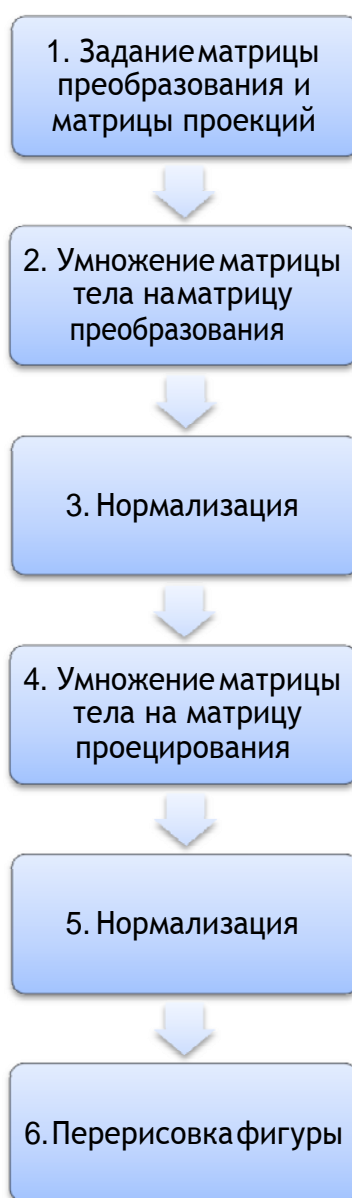 1. Задание матрицы
преобразования и
матрицы проекций
2. Умножение матрицы
тела на матрицу
преобразования
3. Нормализация
4. Умножение матрицы
тела на матрицу
проецирования
5. Нормализация
6. Перерисовка фигуры